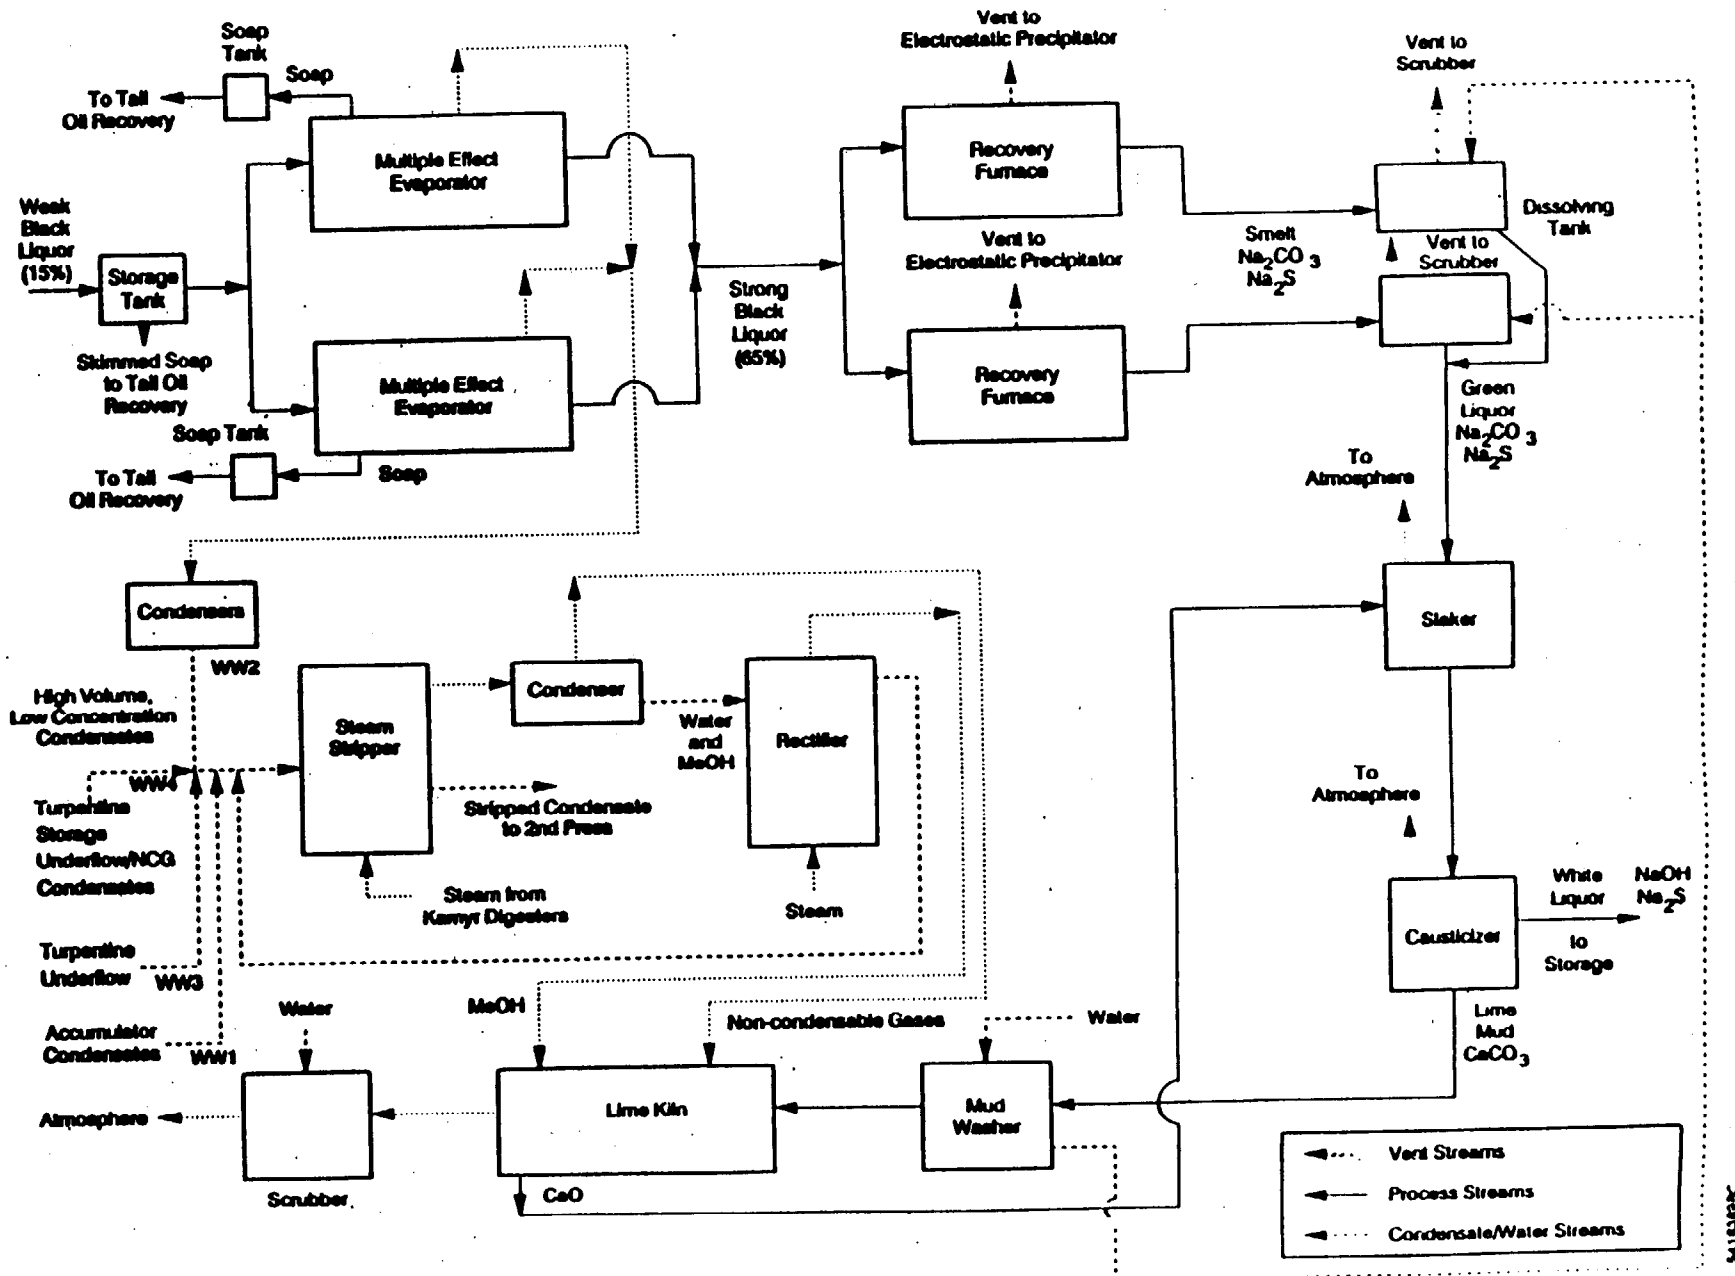 Soap
Tank
Soap
To Tall
Oil Recovery
Multiple Effect
Evaporator
Weak
Black
Liquor
(15%)
Storage
Tank
Skimmed Soap
to Tall Oil
Recovery
Multiple Effect
Evaporator
Soap Tank
Soap
To Tall
Oil Recovery
Strong
Black
Liquor
(65%)
Vent to
Electrostatic Precipitator
Recovery
Furnace
Vent to
Electrostatic Precipitator
Recovery
Furnace
Smelt
Na2CO3
Na2S
Vent to
Scrubber
Dissolving
Tank
Vent to
Scrubber
Green
Liquor
Na2CO3
Na2S
To
Atmosphere
Slaker
To
Atmosphere
Causticizer
White
Liquor
to
Storage
NaOH
Na2S
Lime
Mud
CaCO3
Condensers
WW2
High Volume,
Low Concentration
Condensates
WW4
Turpentine
Storage
Underflow/NCG
Condensates
Turpentine
Underflow
WW3
Accumulator
Condensates
WW1
Steam
Stripper
Condenser
Water
and
MeOH
Rectifier
Stripped Condensate
to 2nd Press
Steam from
Kamyr Digesters
Steam
MeOH
Non-condensable Gases
Water
Water
Atmosphere
Scrubber
Lime Kiln
Mud
Washer
CaO
Vent Streams
Process Streams
Condensate/Water Streams